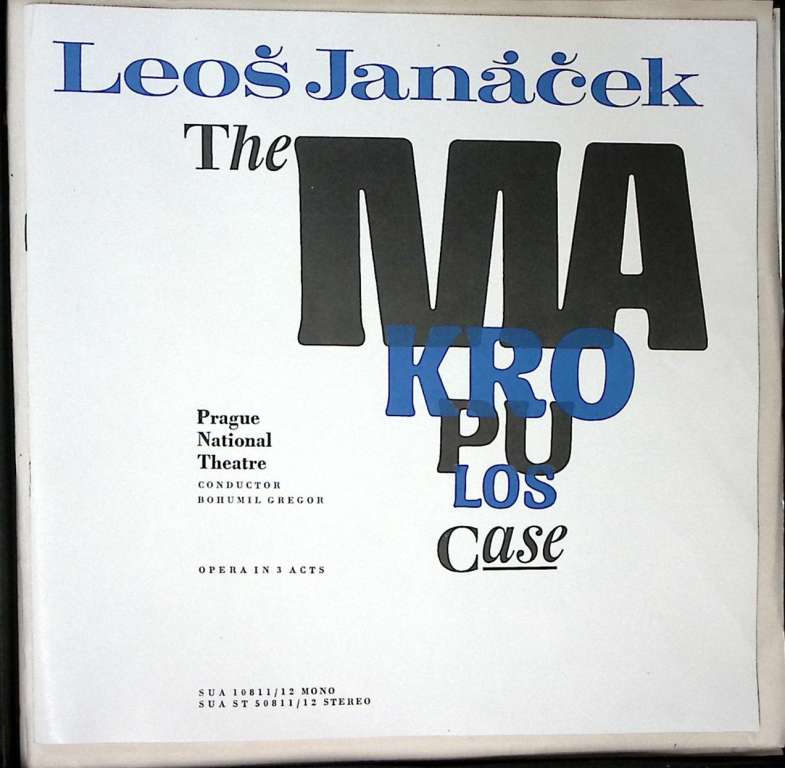 Leoš Janáček
The MA
KRO
PU
LOS
Case
Prague
National
Theatre
CONDUCTOR
BOHUMIL GREGOR
OPERA IN 3 ACTS
SUA 10811/12 MONO
SUA ST 50811/12 STEREO